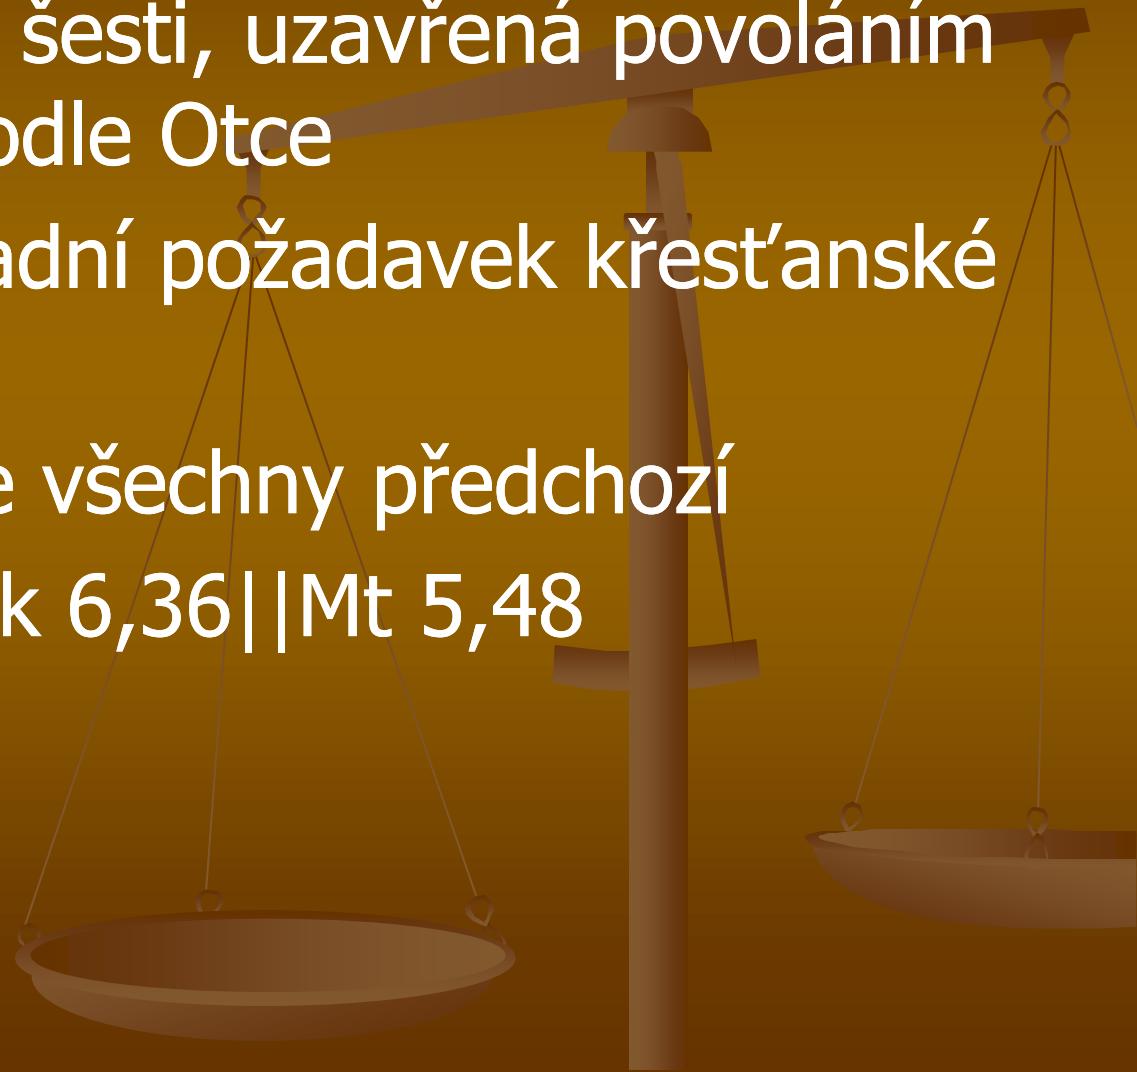 šesti, uzavřená povoláním
odle Otce
adní požadavek křesťanské
e všechny předchozí
k 6,36||Mt 5,48